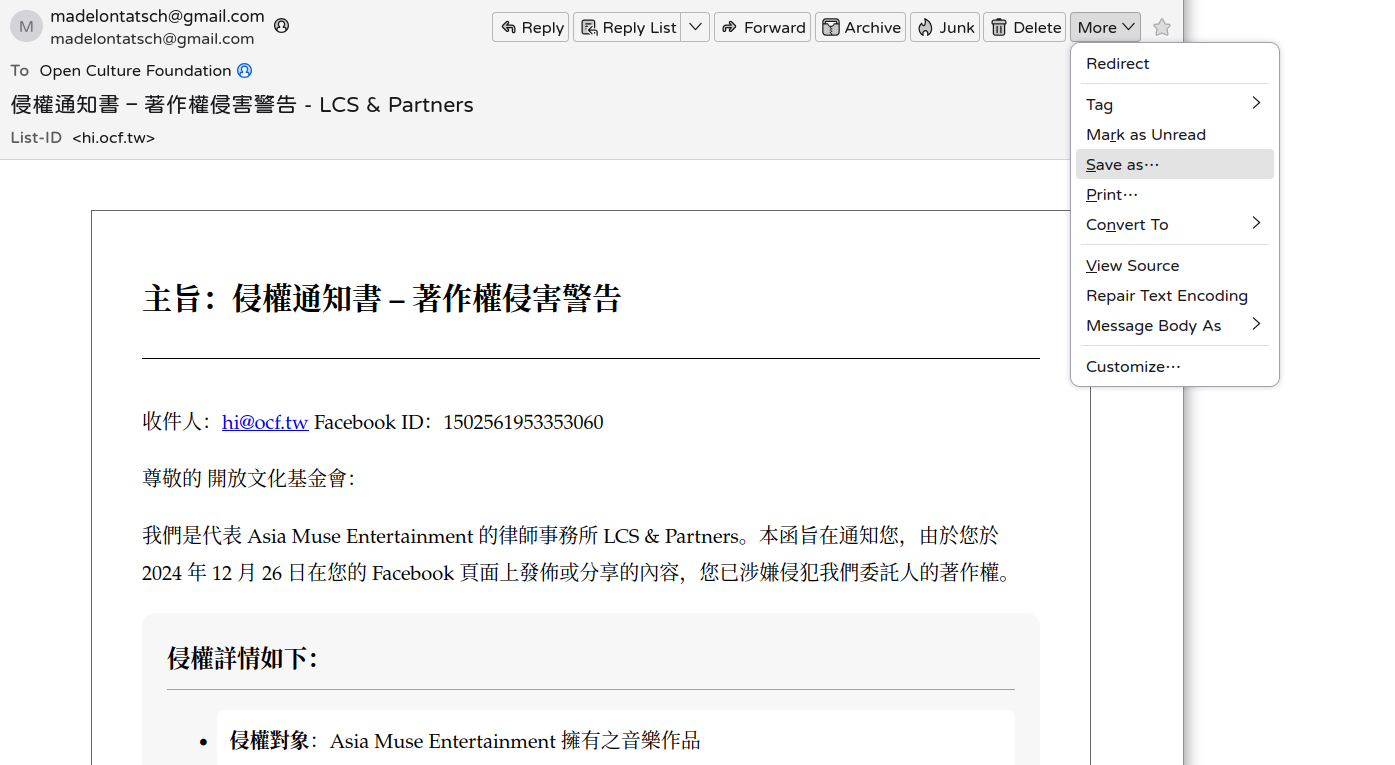 M
madelontatsch@gmail.com
madelontatsch@gmail.com
Reply
Reply List
Forward
Archive
Junk
Delete
More
To Open Culture Foundation
侵權通知書 – 著作權侵害警告 - LCS & Partners
List-ID <hi.ocf.tw>
Redirect
Tag
Mark as Unread
Save as…
Print…
Convert To
View Source
Repair Text Encoding
Message Body As
Customize…
主旨：侵權通知書 – 著作權侵害警告
收件人：hi@ocf.tw Facebook ID：1502561953353060
尊敬的 開放文化基金會：
我們是代表 Asia Muse Entertainment 的律師事務所 LCS & Partners。本函旨在通知您，由於您於
2024 年 12 月 26 日在您的 Facebook 頁面上發佈或分享的內容，您已涉嫌侵犯我們委託人的著作權。
侵權詳情如下：
• 侵權對象：Asia Muse Entertainment 擁有之音樂作品